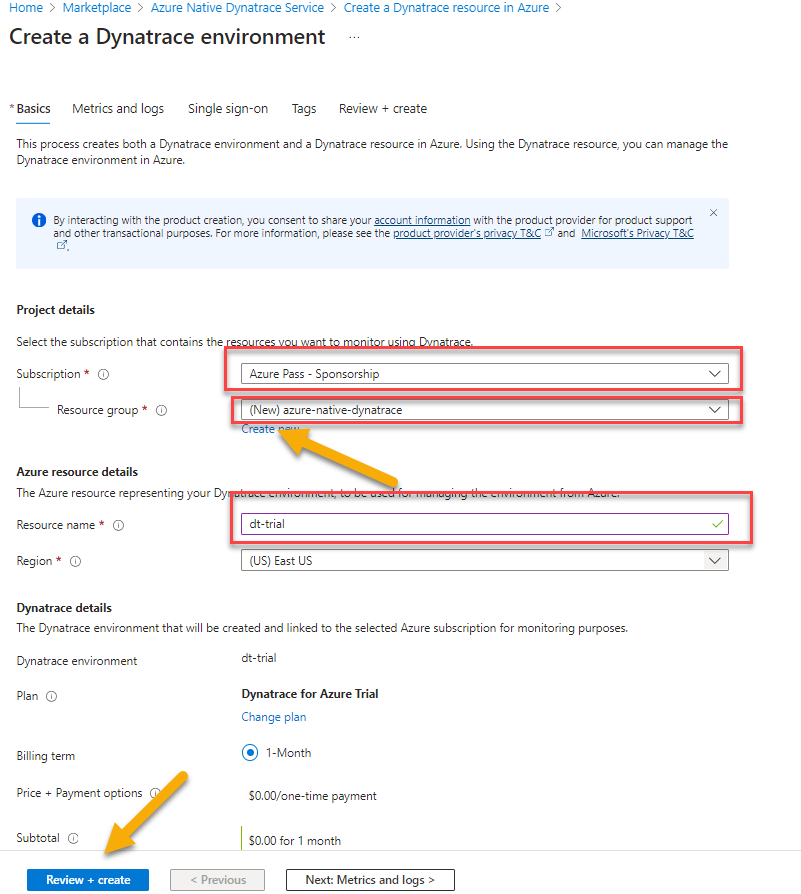 Home > Marketplace > Azure Native Dynatrace Service > Create a Dynatrace resource in Azure >
Create a Dynatrace environment ...
* Basics Metrics and logs Single sign-on Tags Review + create
This process creates both a Dynatrace environment and a Dynatrace resource in Azure. Using the Dynatrace resource, you can manage the
Dynatrace environment in Azure.
By interacting with the product creation, you consent to share your account information with the product provider for product support
and other transactional purposes. For more information, please see the product provider's privacy T&C and Microsoft's Privacy T&C
.
Project details
Select the subscription that contains the resources you want to monitor using Dynatrace.
Subscription * Azure Pass - Sponsorship
Resource group * (New) azure-native-dynatrace
Create new
Azure resource details
The Azure resource representing your Dynatrace environment, to be used for managing the environment from Azure.
Resource name * dt-trial
Region * (US) East US
Dynatrace details
The Dynatrace environment that will be created and linked to the selected Azure subscription for monitoring purposes.
Dynatrace environment dt-trial
Plan Dynatrace for Azure Trial
Change plan
Billing term 1-Month
Price + Payment options $0.00/one-time payment
Subtotal $0.00 for 1 month
Review + create < Previous Next: Metrics and logs >